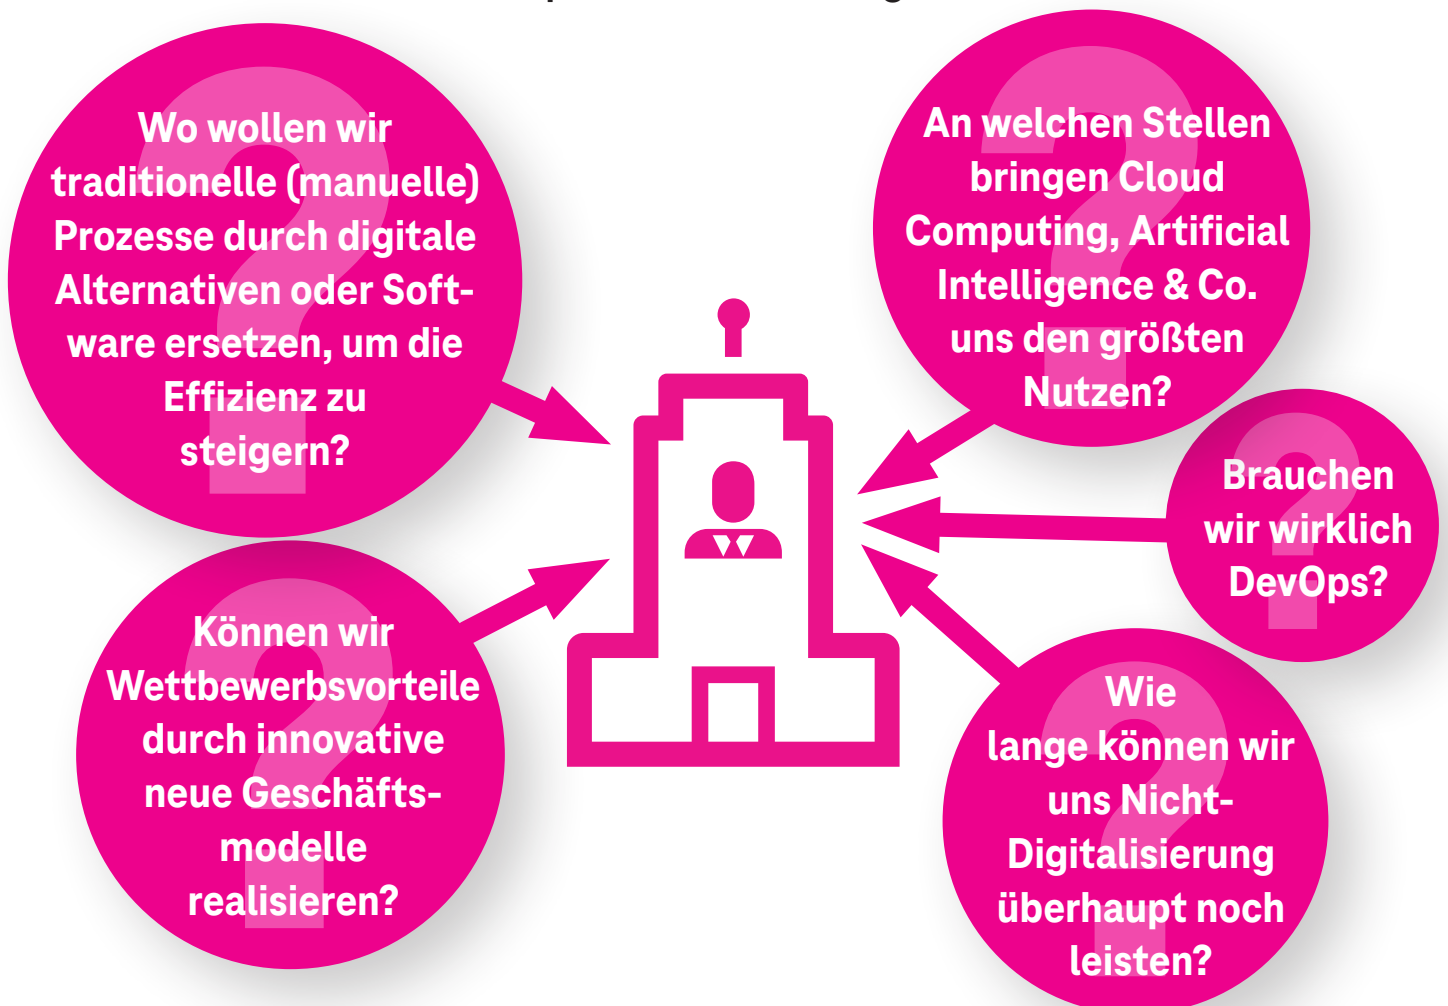 Wo wollen wir
traditionelle (manuelle)
Prozesse durch digitale
Alternativen oder Soft-
ware ersetzen, um die
Effizienz zu
steigern?
An welchen Stellen
bringen Cloud
Computing, Artificial
Intelligence & Co.
uns den größten
Nutzen?
Brauchen
wir wirklich
DevOps?
Können wir
Wettbewerbsvorteile
durch innovative
neue Geschäfts-
modelle
realisieren?
Wie
lange können wir
uns Nicht-
Digitalisierung
überhaupt noch
leisten?